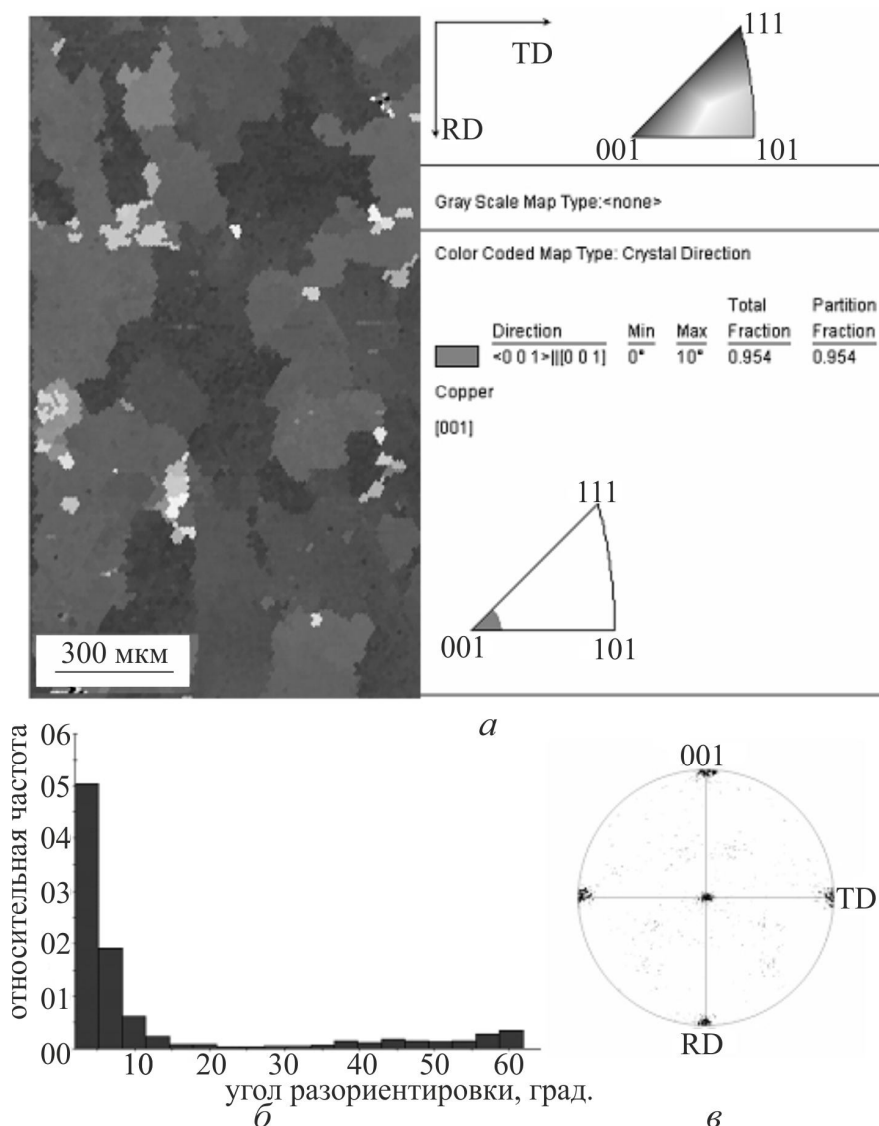 TD
RD
111
001
101
Gray Scale Map Type:<none>
Color Coded Map Type: Crystal Direction
Total Partition
Direction Min Max Fraction Fraction
<0 0 1>||[0 0 1] 0° 10° 0.954 0.954
Copper
[001]
111
001
101
300 мкм
а
относительная частота
06
05
04
03
02
01
00
10 20 30 40 50 60
угол разориентировки, град.
б
001
TD
RD
в